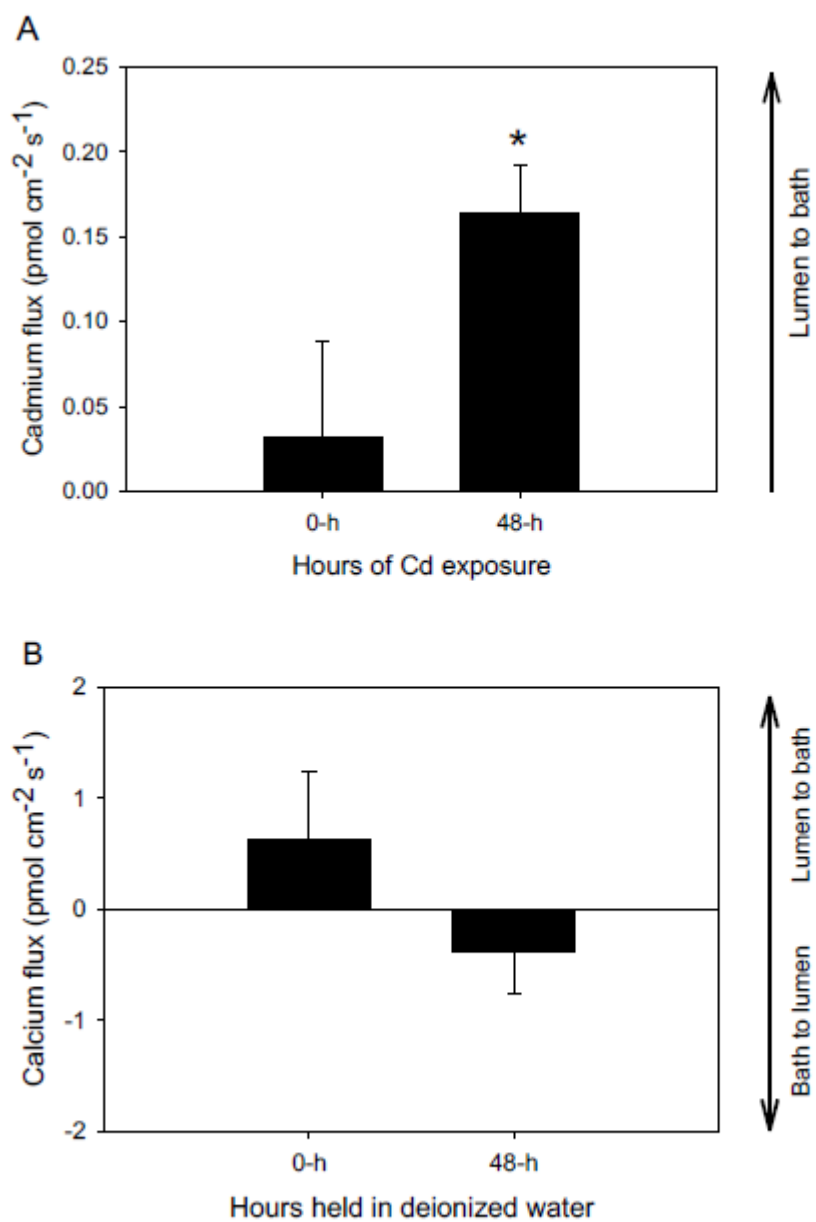 A
0.25
0.20
0.15
0.10
0.05
0.00
Cadmium flux (pmol cm-2 s-1)
*
0-h
48-h
Hours of Cd exposure
Lumen to bath
B
2
1
0
-1
-2
Calcium flux (pmol cm-2 s-1)
0-h
48-h
Hours held in deionized water
Lumen to bath
Bath to lumen